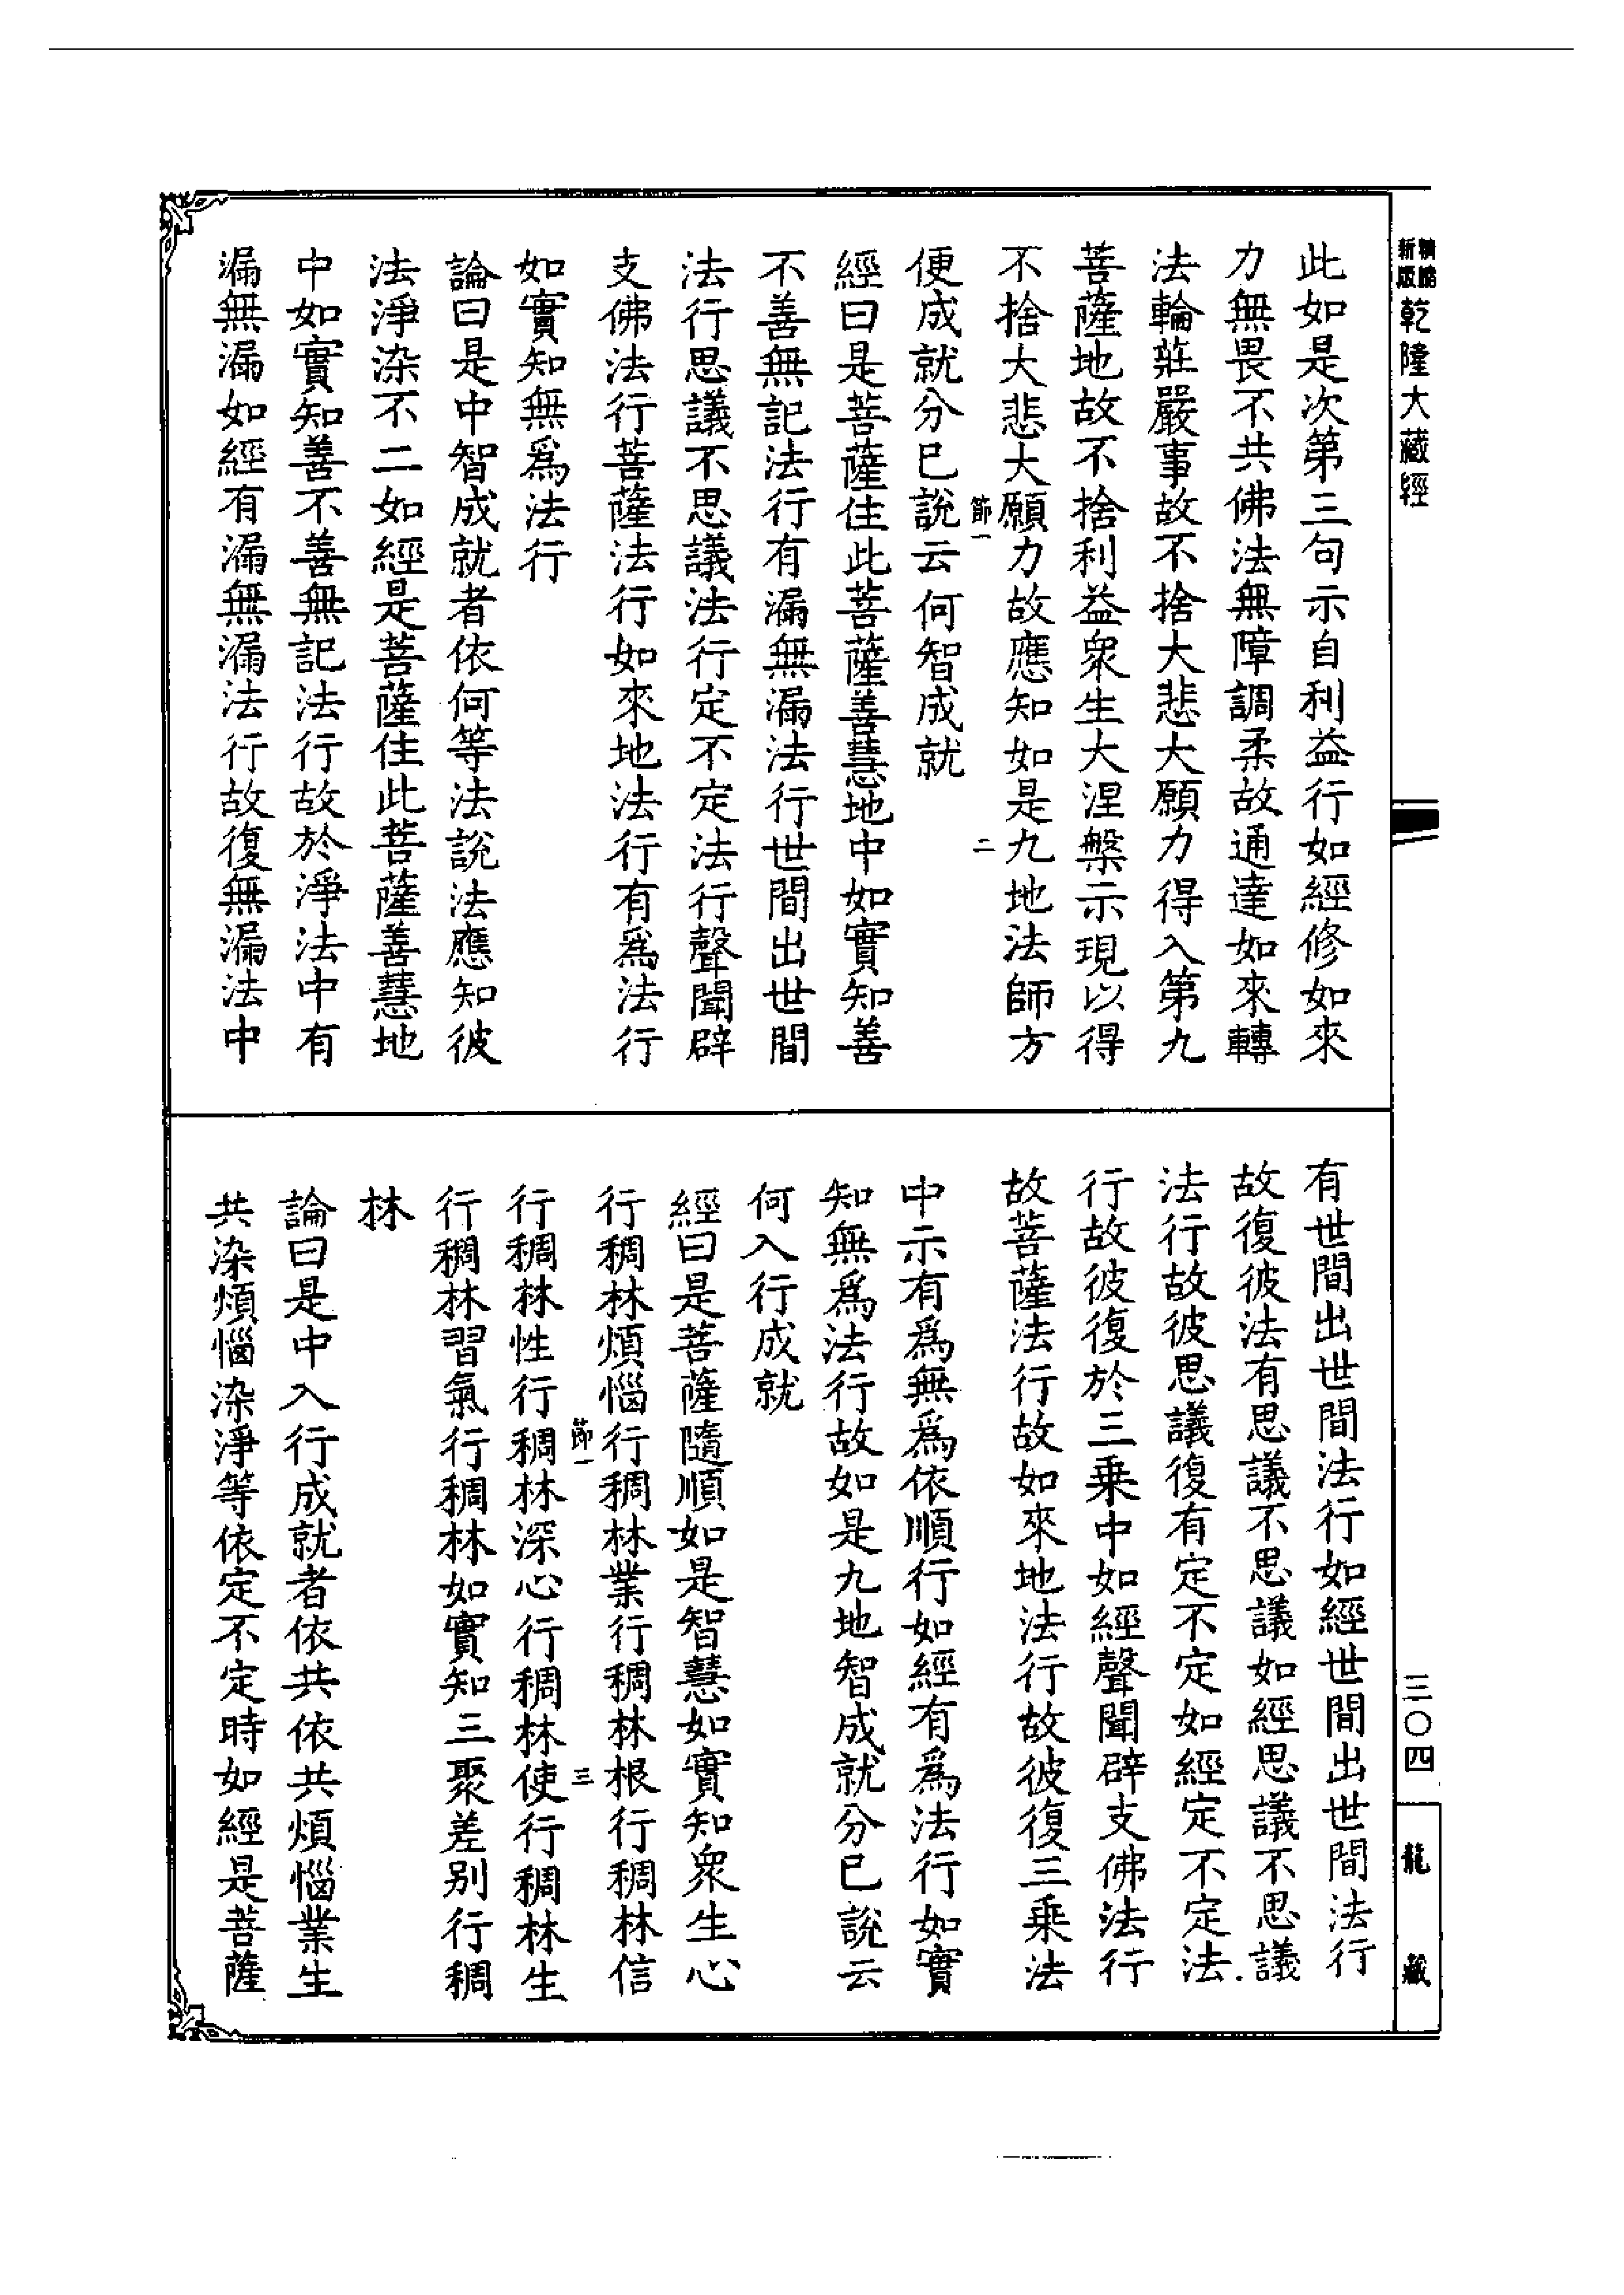 精縮新版乾隆大藏經
此如是次第三句示自利益行如經修如來
力無畏不共佛法無障調柔故通達如來轉
法輪莊嚴事故不捨大悲大願力得入第九
菩薩地故不捨利益衆生大涅槃示現以得
不捨大悲大願力故應知如是九地法師方
節一
二
便成就分已說云何智成就
經曰是菩薩住此菩薩善慧地中如實知善
不善無記法行有漏無漏法行世間出世間
法行思議不思議法行定不定法行聲聞辟
支佛法行菩薩法行如來地法行有爲法行
如實知無爲法行
論曰是中智成就者依何等法說法應知彼
法淨染不二如經是菩薩住此菩薩善慧地
中如實知善不善無記法行故於淨法中有
漏無漏如經有漏無漏法行故復無漏法中
三〇四
龍藏
有世間出世間法行如經世間出世間法行
故復彼法有思議不思議如經思議不思議
法行故彼思議復有定不定如經定不定法
行故彼復於三乘中如經聲聞辟支佛法行
故菩薩法行故如來地法行故彼復三乘法
中示有爲無爲依順行如經有爲法行如實
知無爲法行故如是九地智成就分已說云
何入行成就
經曰是菩薩隨順如是智慧如實知衆生心
行稠林煩惱行稠林業行稠林根行稠林信
節一
三
行稠林性行稠林深心行稠林使行稠林生
行稠林習氣行稠林如實知三聚差別行稠
林
論曰是中入行成就者依共依共煩惱業生
共染煩惱染淨等依定不定時如經是菩薩